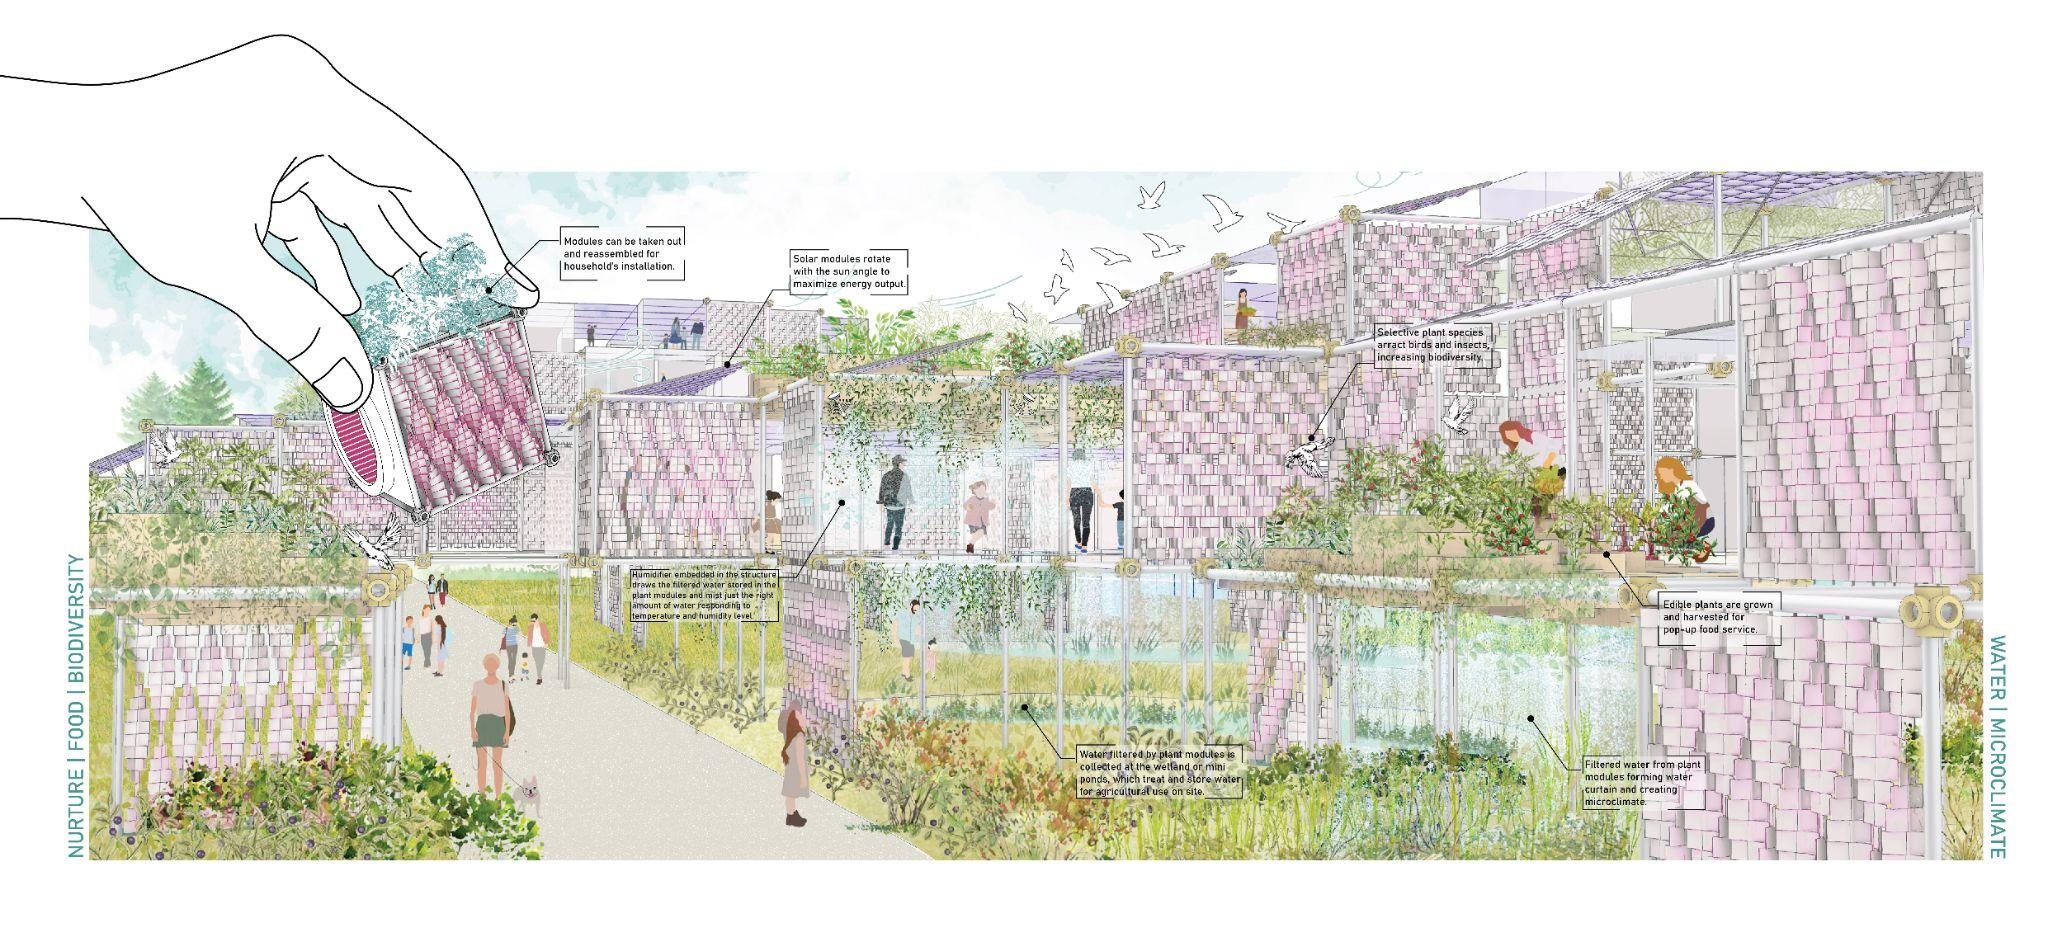 Modules can be taken out
and reassembled for
household's installation.
Solar modules rotate
with the sun angle to
maximize energy output.
Selective plant species
arract birds and insects,
increasing biodiversity.
Humidifier embedded in the structure
draws the filtered water stored in the
plant modules and mist just the right
amount of water responding to
temperature and humidity level.
Edible plants are grown
and harvested for
pop-up food service.
Water filtered by plant modules is
collected at the wetland or mini
ponds, which treat and store water
for agricultural use on site.
Filtered water from plant
modules forming water
curtain and creating
microclimate.
NURTURE | FOOD | BIODIVERSITY
WATER | MICROCLIMATE